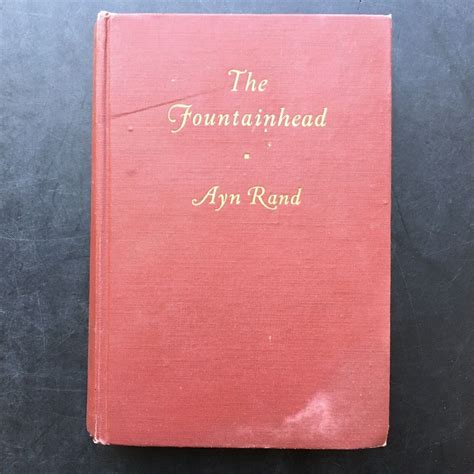 The
Fountainhead
Ayn Rand